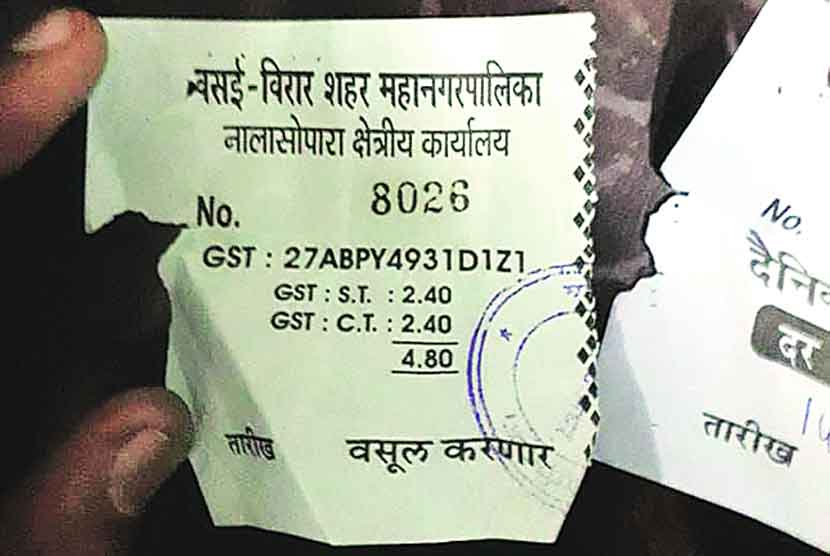 वसई-विरार शहर महानगरपालिका
नालासोपारा क्षेत्रीय कार्यालय
No. 8026
GST : 27ABPY4931D1Z1
GST : S.T. : 2.40
GST : C.T. : 2.40
4.80
तारीख वसूल करणार
No.
दर
तारीख